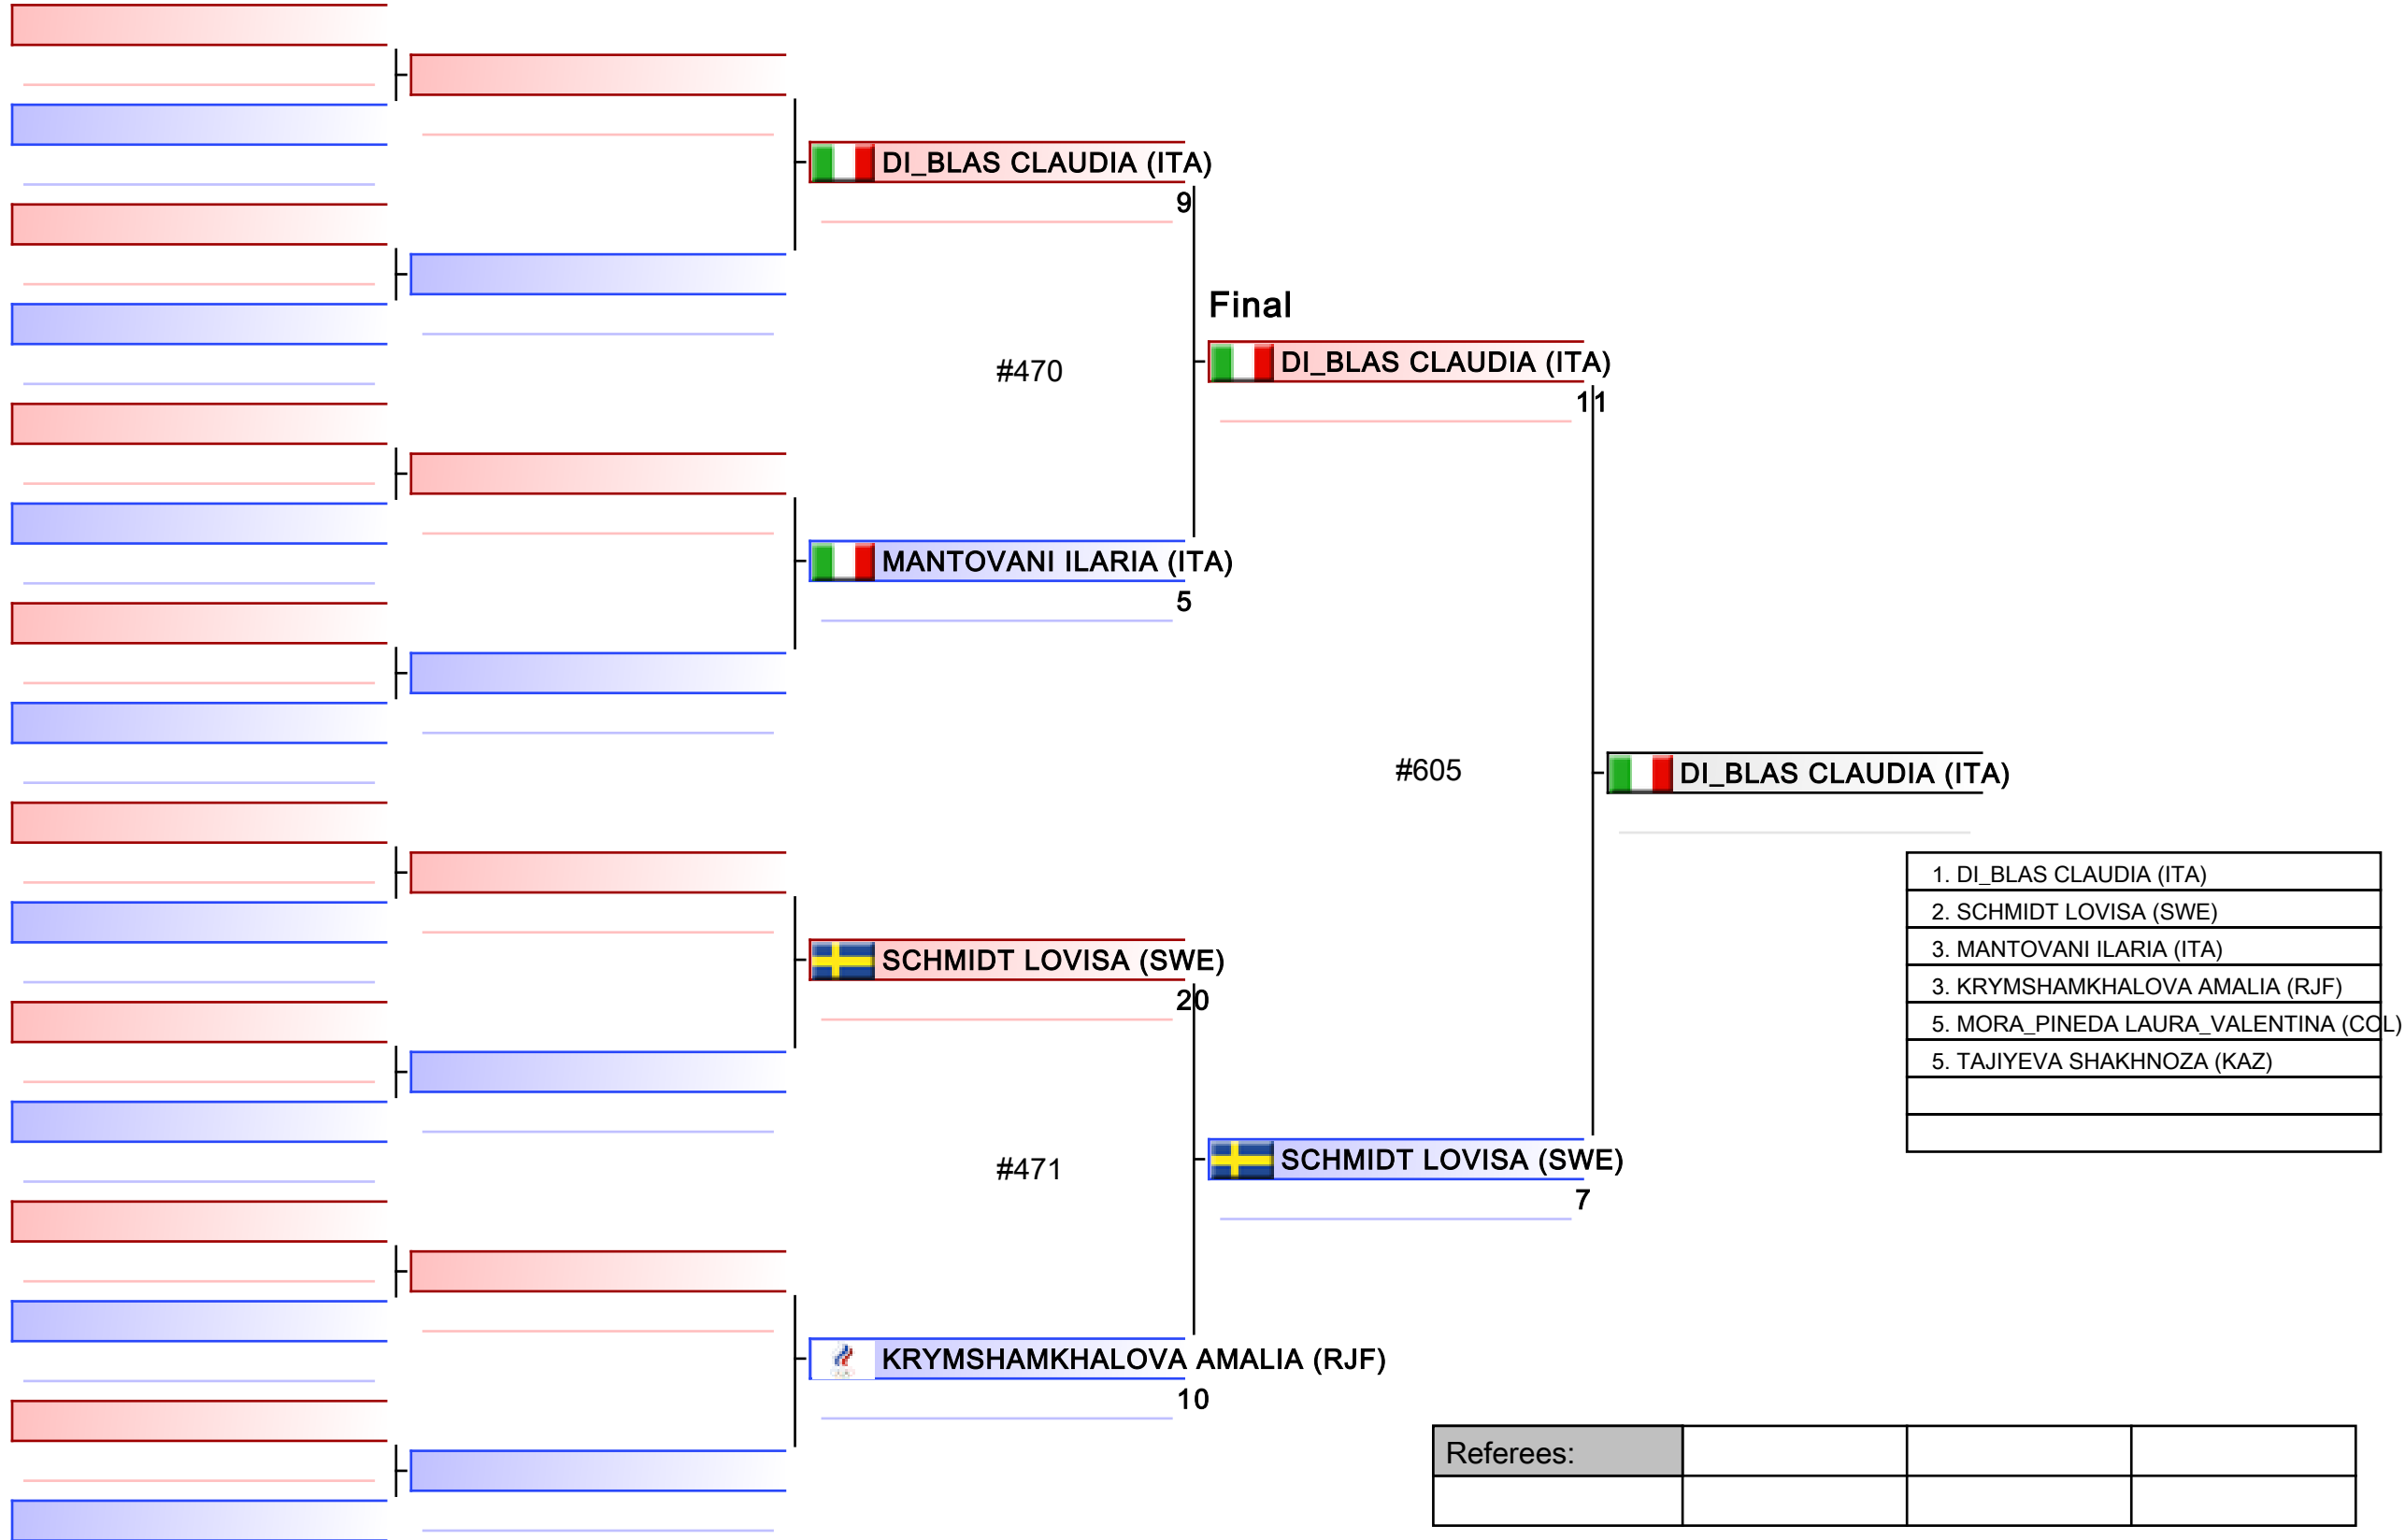 DI_BLAS CLAUDIA (ITA)
9
Final
#470
DI_BLAS CLAUDIA (ITA)
11
MANTOVANI ILARIA (ITA)
5
#605
DI_BLAS CLAUDIA (ITA)
1. DI_BLAS CLAUDIA (ITA)
2. SCHMIDT LOVISA (SWE)
3. MANTOVANI ILARIA (ITA)
3. KRYMSHAMKHALOVA AMALIA (RJF)
5. MORA_PINEDA LAURA_VALENTINA (COL)
5. TAJIYEVA SHAKHNOZA (KAZ)
SCHMIDT LOVISA (SWE)
20
#471
SCHMIDT LOVISA (SWE)
7
KRYMSHAMKHALOVA AMALIA (RJF)
10
Referees: